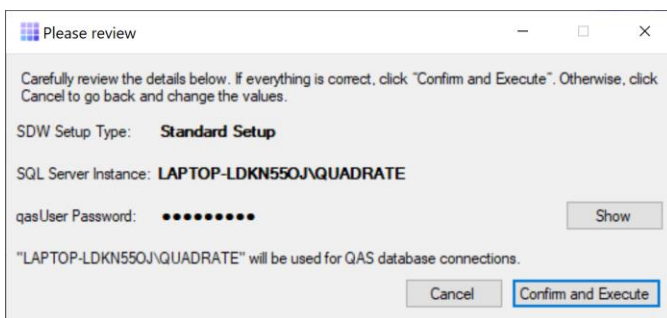 Please review
Carefully review the details below. If everything is correct, click "Confirm and Execute". Otherwise, click
Cancel to go back and change the values.
SDW Setup Type: Standard Setup
SQL Server Instance: LAPTOP-LDKN55OJ\QUADRATE
qasUser Password: ●●●●●●●●●
Show
"LAPTOP-LDKN55OJ\QUADRATE" will be used for QAS database connections.
Cancel
Confirm and Execute